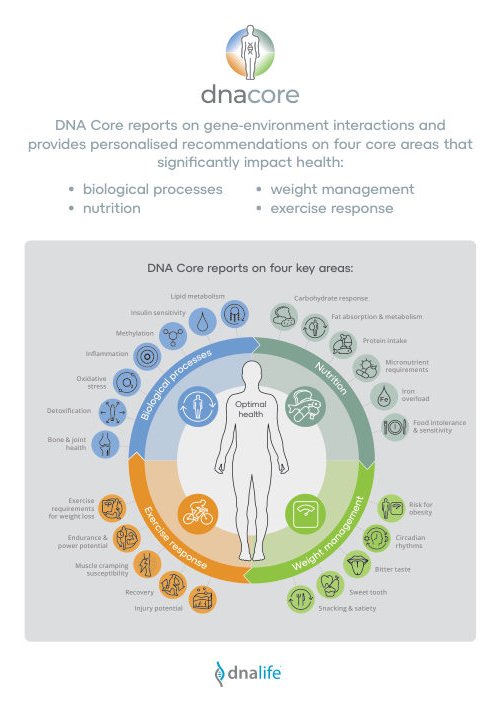 dnacore
DNA Core reports on gene-environment interactions and
provides personalised recommendations on four core areas that
significantly impact health:
• biological processes
• nutrition
• weight management
• exercise response
DNA Core reports on four key areas:
Lipid metabolism
Insulin sensitivity
Methylation
Inflammation
Oxidative
stress
Detoxification
Bone & joint
health
Carbohydrate response
Fat absorption & metabolism
Protein intake
Micronutrient
requirements
Fe
Iron
overload
Food intolerance
& sensitivity
Biological processes
Nutrition
Optimal
health
Exercise response
Weight management
Exercise
requirements
for weight loss
Endurance &
power potential
Muscle cramping
susceptibility
Recovery
Injury potential
Risk for
obesity
Circadian
rhythms
Bitter taste
Sweet tooth
Snacking & satiety
dnalife